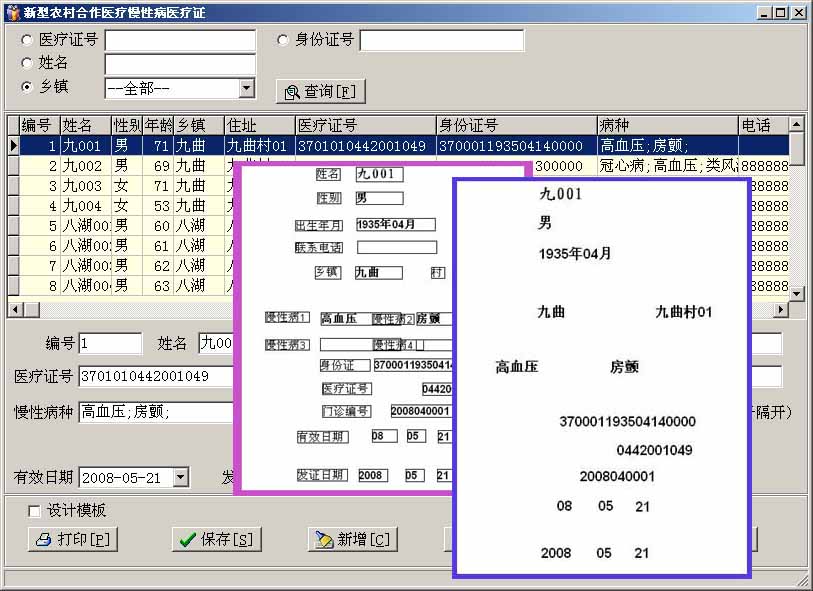 新型农村合作医疗慢性病医疗证
医疗证号 身份证号
姓名
乡镇 --全部-- 查询[F]
编号 姓名 性别 年龄 乡镇 住址 医疗证号 身份证号 病种 电话
1 九001 男 71 九曲 九曲村01 3701010442001049 370001193504140000 高血压;房颤;
2 九002 男 69 九曲 300000 冠心病;高血压;类风 888888
3 九003 女 71 九曲 88888
4 九004 女 53 九曲 88888
5 八湖00 男 60 八湖 88888
6 八湖00 男 61 八湖 88888
7 八湖00 男 62 八湖 88888
8 八湖00 男 63 八湖 88888
编号 1 姓名 九00
医疗证号 3701010442001049
慢性病种 高血压;房颤; 隔开)
有效日期 2008-05-21 发
设计模板
打印[P] 保存[S] 新增[C]
姓名 九001
性别 男
出生年月 1935年04月
联系电话
乡镇 九曲 村
慢性病1 高血压 慢性病2 房颤
慢性病3 慢性病4
身份证 3700011935041
医疗证号 04420
门诊编号 2008040001
有效日期 08 05 21
发证日期 2008 05 21
九001
男
1935年04月
九曲 九曲村01
高血压 房颤
370001193504140000
0442001049
2008040001
08 05 21
2008 05 21